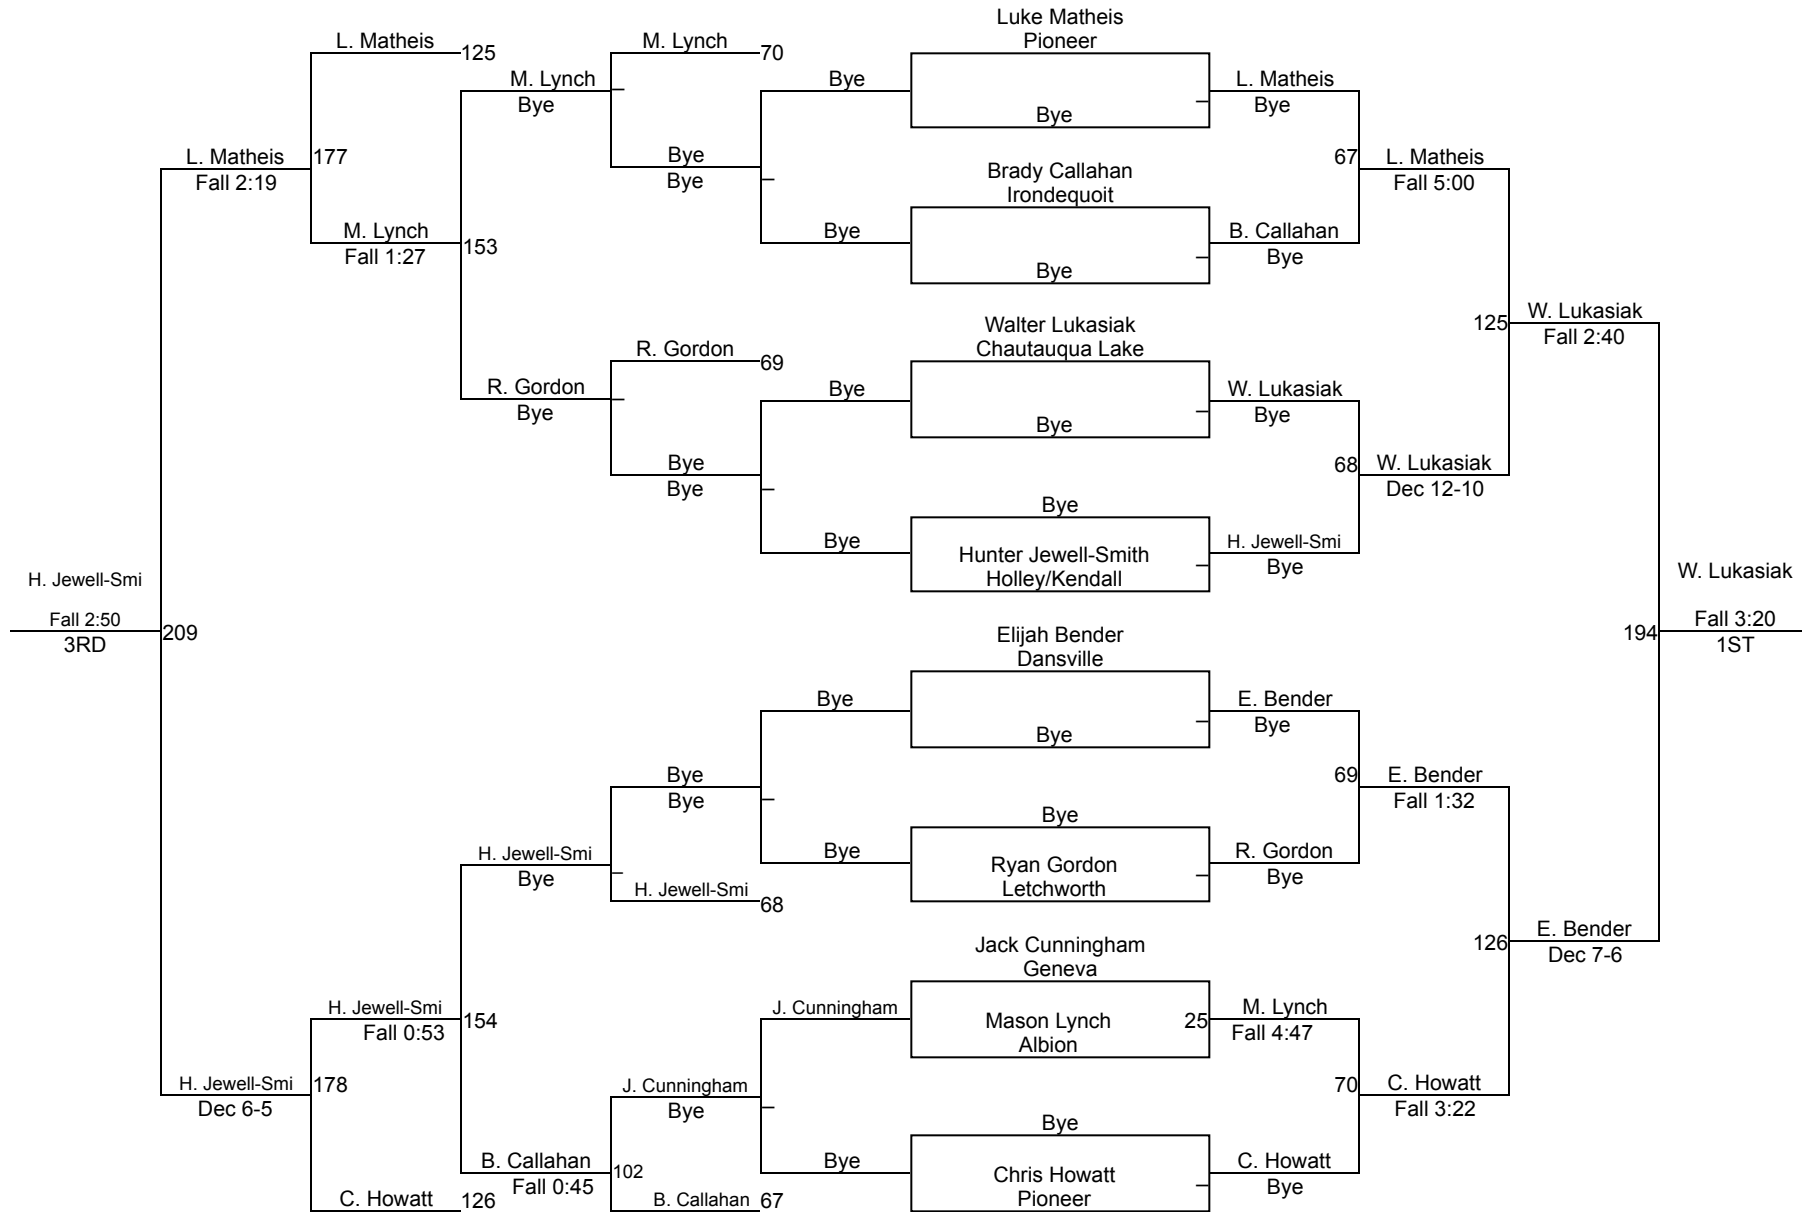 Luke Matheis
Pioneer
L. Matheis
125
M. Lynch
70
M. Lynch
Bye
Bye
Bye
L. Matheis
Bye
L. Matheis
Fall 2:19
177
Bye
Bye
Brady Callahan
Irondequoit
67
L. Matheis
Fall 5:00
M. Lynch
Fall 1:27
153
Bye
Bye
B. Callahan
Bye
Walter Lukasiak
Chautauqua Lake
125
W. Lukasiak
Fall 2:40
R. Gordon
69
R. Gordon
Bye
Bye
Bye
W. Lukasiak
Bye
Bye
Bye
68
W. Lukasiak
Dec 12-10
Bye
Bye
Hunter Jewell-Smith
Holley/Kendall
H. Jewell-Smi
Bye
H. Jewell-Smi
Fall 2:50
3RD
209
W. Lukasiak
194
Fall 3:20
1ST
Elijah Bender
Dansville
Bye
Bye
E. Bender
Bye
Bye
Bye
69
E. Bender
Fall 1:32
Bye
H. Jewell-Smi
Bye
Bye
Ryan Gordon
Letchworth
R. Gordon
Bye
H. Jewell-Smi
68
126
E. Bender
Dec 7-6
Jack Cunningham
Geneva
H. Jewell-Smi
Fall 0:53
154
J. Cunningham
Mason Lynch
Albion
25
M. Lynch
Fall 4:47
H. Jewell-Smi
Dec 6-5
178
J. Cunningham
Bye
70
C. Howatt
Fall 3:22
Bye
B. Callahan
Fall 0:45
102
Bye
Chris Howatt
Pioneer
C. Howatt
Bye
C. Howatt
126
B. Callahan
67